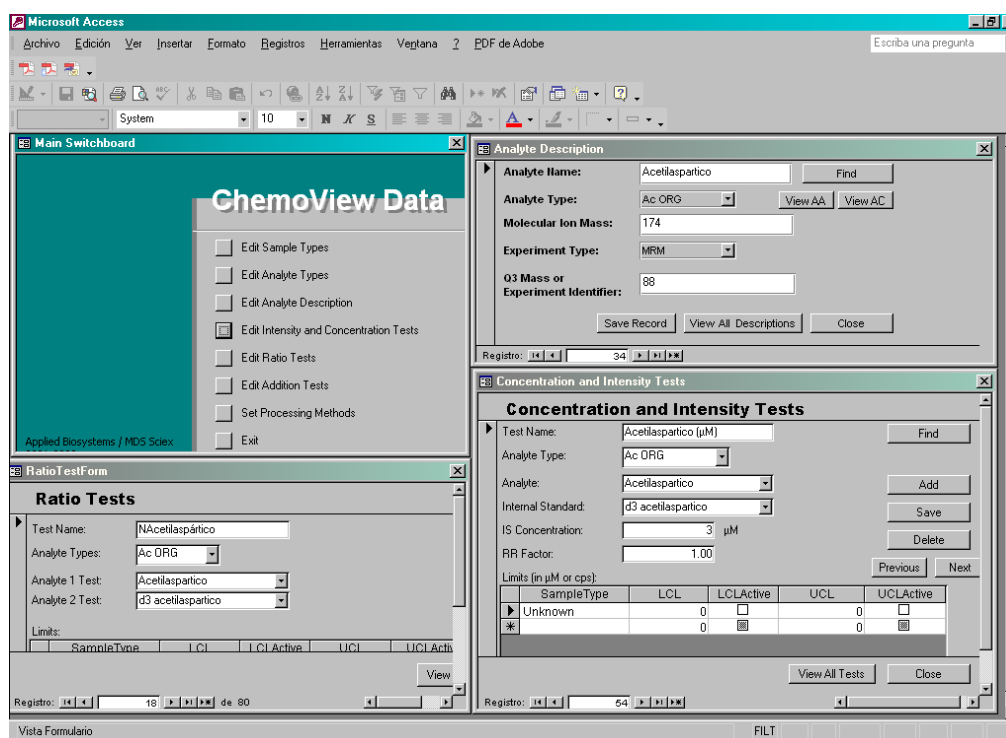 Microsoft Access
Archivo Edición Ver Insertar Formato Registros Herramientas Ventana ? PDF de Adobe
Escriba una pregunta
System 10 N K S
Main Switchboard
ChemoView Data
Edit Sample Types
Edit Analyte Types
Edit Analyte Description
Edit Intensity and Concentration Tests
Edit Ratio Tests
Edit Addition Tests
Set Processing Methods
Exit
Applied Biosystems / MDS Sciex
Analyte Description
Analyte Name: Acetilaspartico Find
Analyte Type: Ac ORG View AA View AC
Molecular Ion Mass: 174
Experiment Type: MRM
Q3 Mass or
Experiment Identifier: 88
Save Record View All Descriptions Close
Registro: 34
RatioTestForm
Ratio Tests
Test Name: NAcetilaspártico
Analyte Types: Ac ORG
Analyte 1 Test: Acetilaspartico
Analyte 2 Test: d3 acetilaspartico
Limits:
SampleType LCL LCLActive UCL UCLActiv
View
Registro: 18 de 80
Concentration and Intensity Tests
Concentration and Intensity Tests
Test Name: Acetilaspartico (µM) Find
Analyte Type: Ac ORG
Analyte: Acetilaspartico Add
Internal Standard: d3 acetilaspartico Save
IS Concentration: 3 µM Delete
RR Factor: 1.00
Previous Next
Limits (in µM or cps):
SampleType LCL LCLActive UCL UCLActive
Unknown 0 0
0 0
View All Tests Close
Registro: 54
Vista Formulario FILT